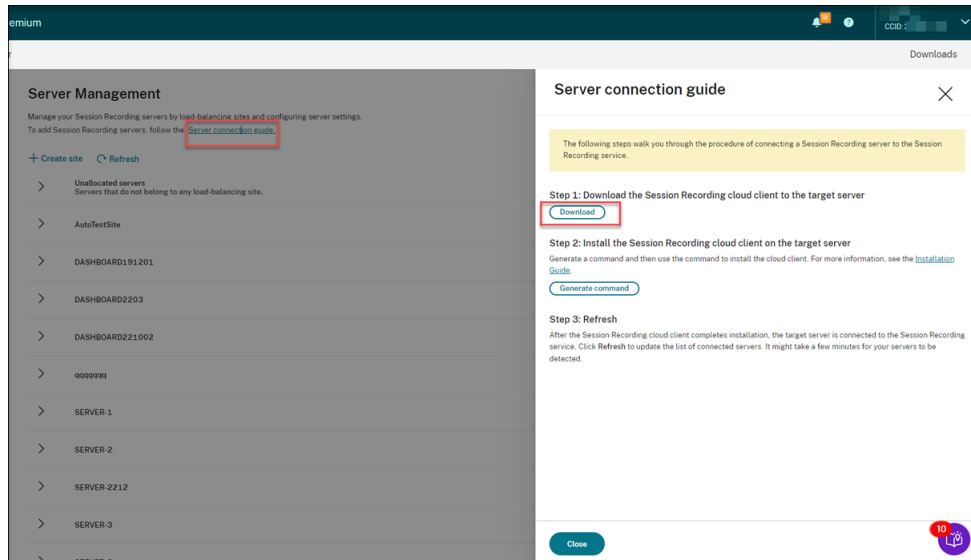 emium
CCID:
Downloads
Server Management
Manage your Session Recording servers by load-balancing sites and configuring server settings.
To add Session Recording servers, follow the Server connection guide.
Create site Refresh
Unallocated servers
Servers that do not belong to any load-balancing site.
AutoTestSite
DASHBOARD191201
DASHBOARD2203
DASHBOARD221002
qqqqqqq
SERVER-1
SERVER-2
SERVER-2212
SERVER-3
Server connection guide
The following steps walk you through the procedure of connecting a Session Recording server to the Session
Recording service.
Step 1: Download the Session Recording cloud client to the target server
Download
Step 2: Install the Session Recording cloud client on the target server
Generate a command and then use the command to install the cloud client. For more information, see the Installation
Guide.
Generate command
Step 3: Refresh
After the Session Recording cloud client completes installation, the target server is connected to the Session Recording
service. Click Refresh to update the list of connected servers. It might take a few minutes for your servers to be
detected.
Close
10